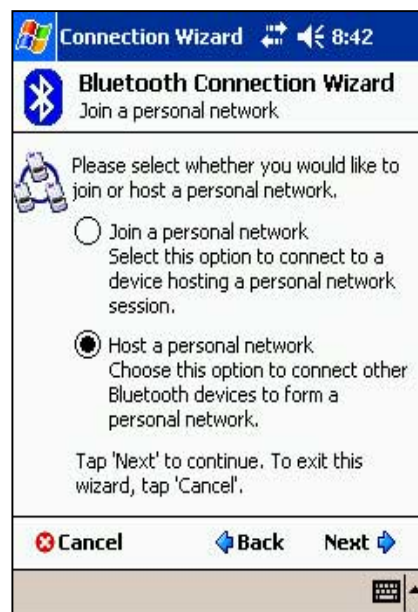 Connection Wizard 8:42
Bluetooth Connection Wizard
Join a personal network
Please select whether you would like to
join or host a personal network.
Join a personal network
Select this option to connect to a
device hosting a personal network
session.
Host a personal network
Choose this option to connect other
Bluetooth devices to form a
personal network.
Tap 'Next' to continue. To exit this
wizard, tap 'Cancel'.
Cancel Back Next